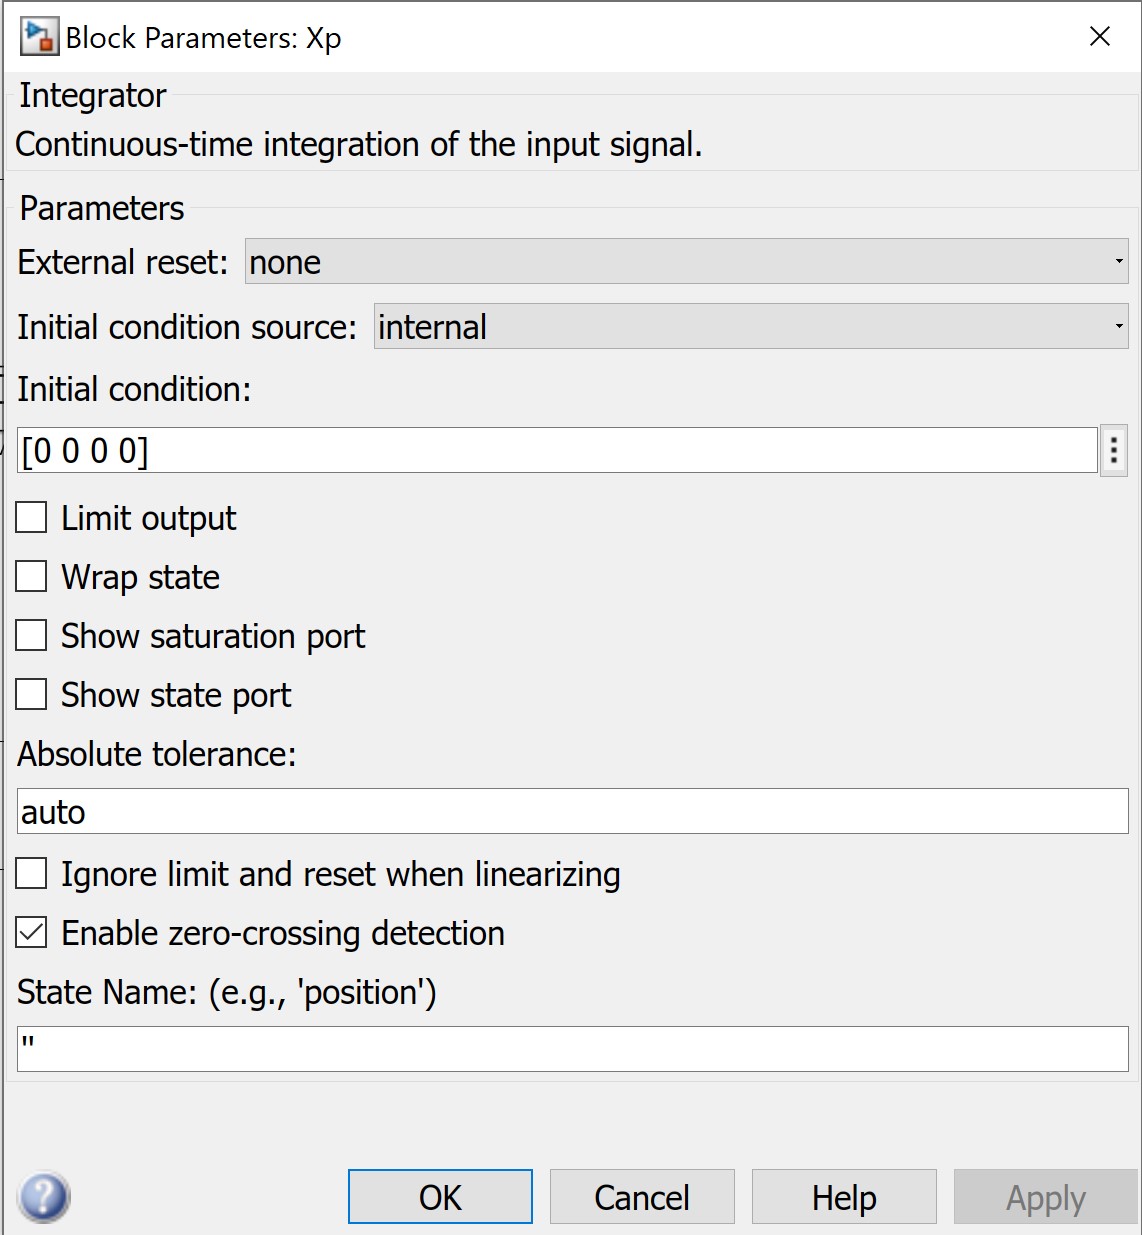 Block Parameters: Xp
Integrator
Continuous-time integration of the input signal.
Parameters
External reset: none
Initial condition source: internal
Initial condition:
[0 0 0 0]
Limit output
Wrap state
Show saturation port
Show state port
Absolute tolerance:
auto
Ignore limit and reset when linearizing
Enable zero-crossing detection
State Name: (e.g., 'position')
''
OK Cancel Help Apply